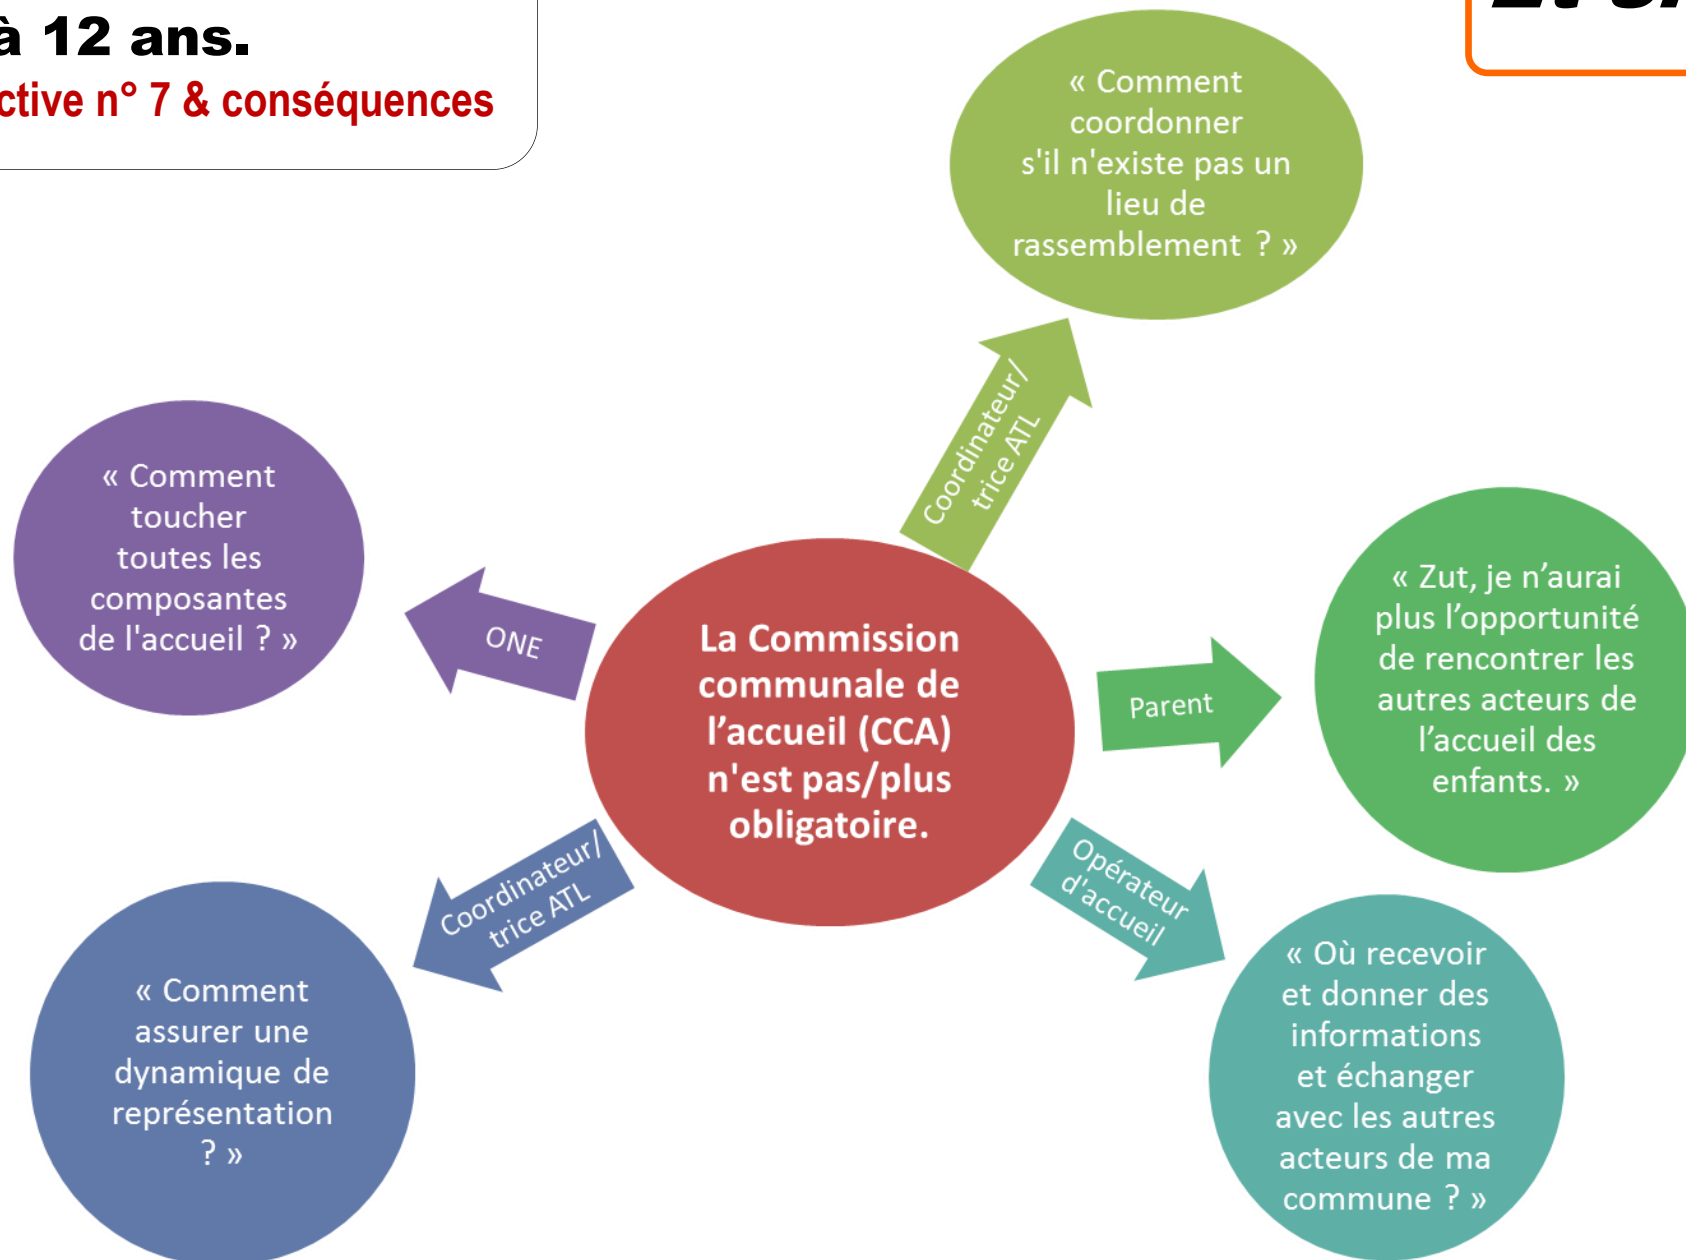 à 12 ans.
ctive n° 7 & conséquences
« Comment
coordonner
s'il n'existe pas un
lieu de
rassemblement ? »
Coordinateur/
trice ATL
« Comment
toucher
toutes les
composantes
de l'accueil ? »
ONE
La Commission
communale de
l’accueil (CCA)
n'est pas/plus
obligatoire.
Parent
« Zut, je n’aurai
plus l’opportunité
de rencontrer les
autres acteurs de
l’accueil des
enfants. »
Coordinateur/
trice ATL
« Comment
assurer une
dynamique de
représentation
? »
Opérateur
d'accueil
« Où recevoir
et donner des
informations
et échanger
avec les autres
acteurs de ma
commune ? »